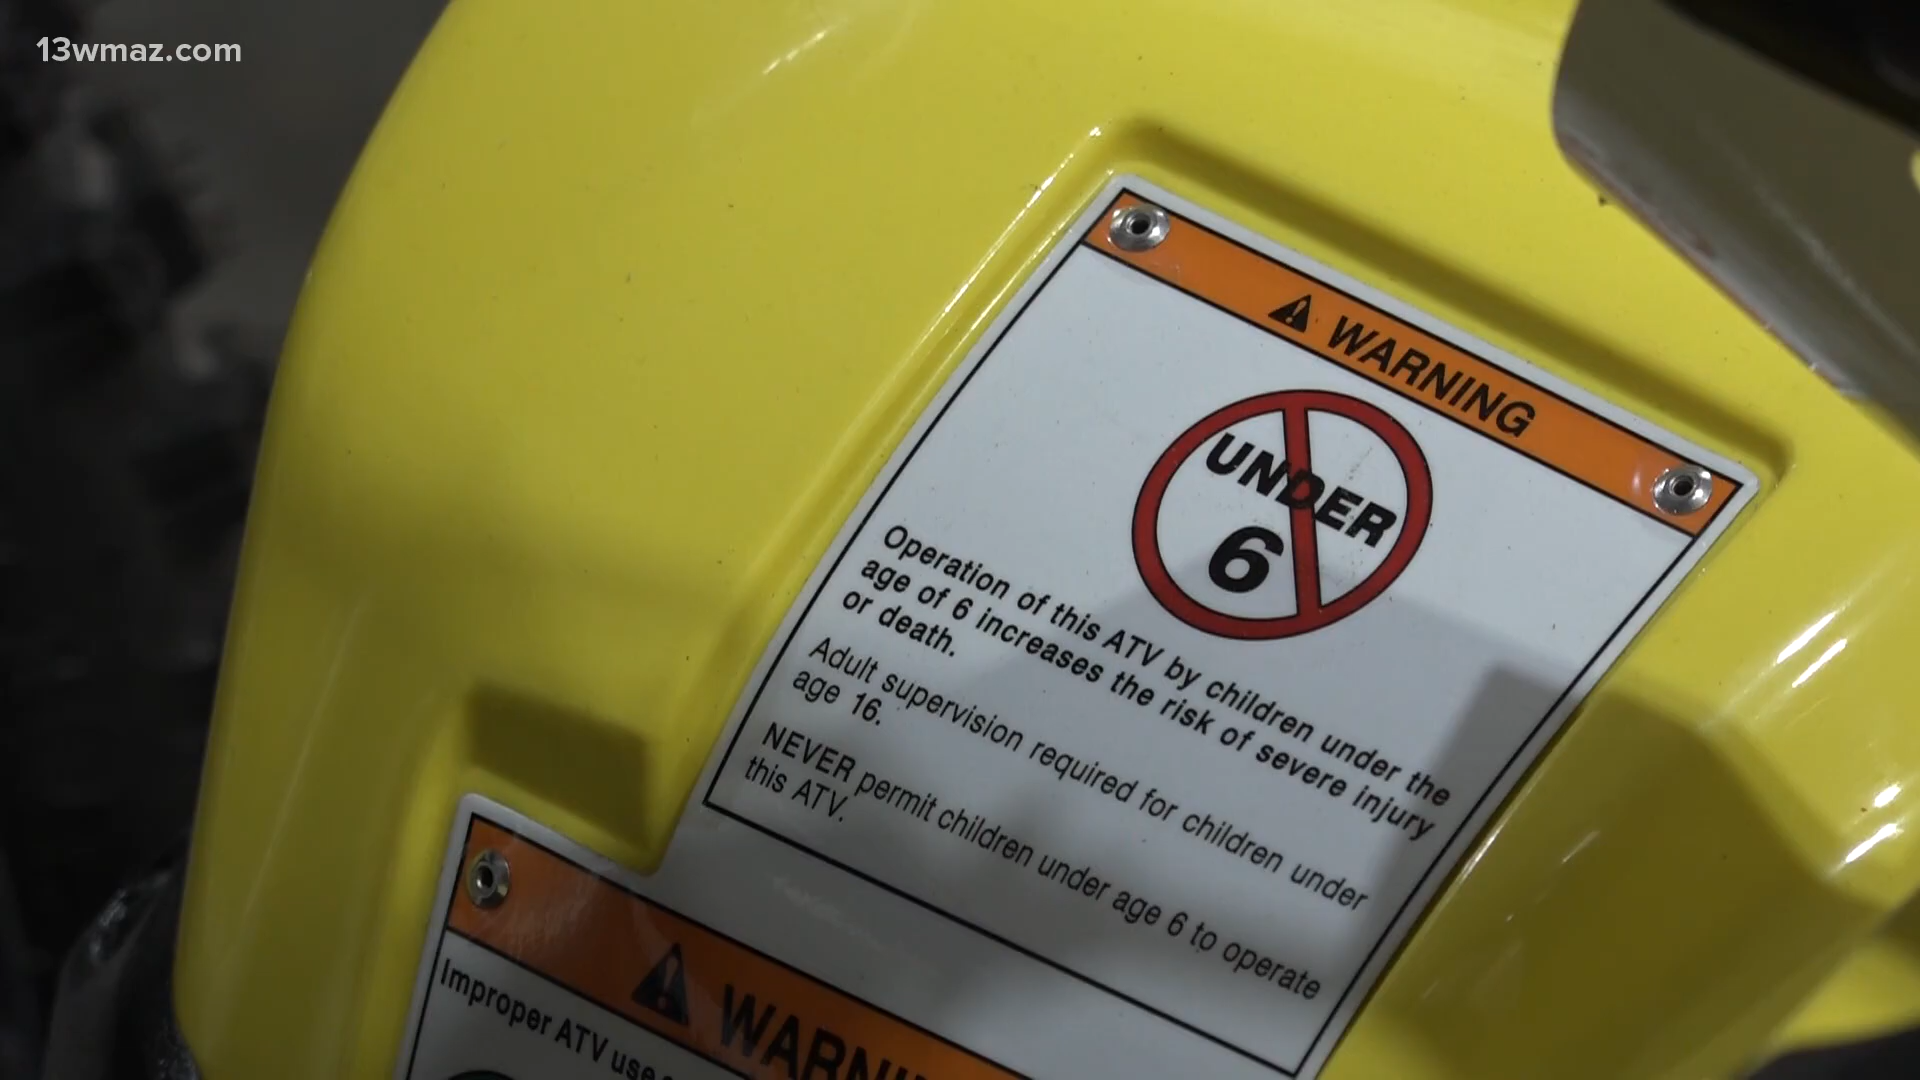 13wmaz.com
WARNING
UNDER
6
Operation of this ATV by children under the
age of 6 increases the risk of severe injury
or death.
Adult supervision required for children under
age 16.
NEVER permit children under age 6 to operate
this ATV.
Improper ATV use